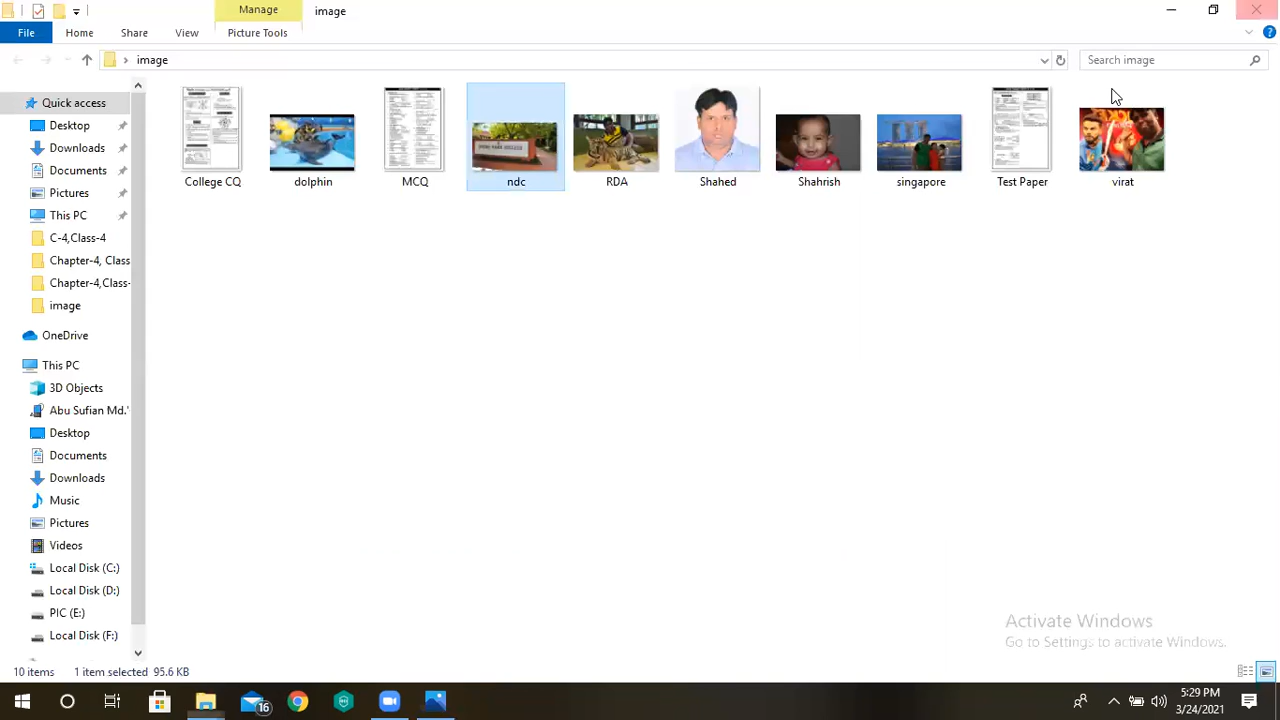 Manage
image
File
Home
Share
View
Picture Tools
image
Search image
Quick access
Desktop
Downloads
Documents
Pictures
This PC
C-4,Class-4
Chapter-4, Class
Chapter-4,Class-
image
OneDrive
This PC
3D Objects
Abu Sufian Md.'
Desktop
Documents
Downloads
Music
Pictures
Videos
Local Disk (C:)
Local Disk (D:)
PIC (E:)
Local Disk (F:)
College CQ
dolphin
MCQ
ndc
RDA
Shahed
Shahrish
singapore
Test Paper
virat
Activate Windows
Go to Settings to activate Windows.
10 items
1 item selected 95.6 KB
16
5:29 PM
3/24/2021